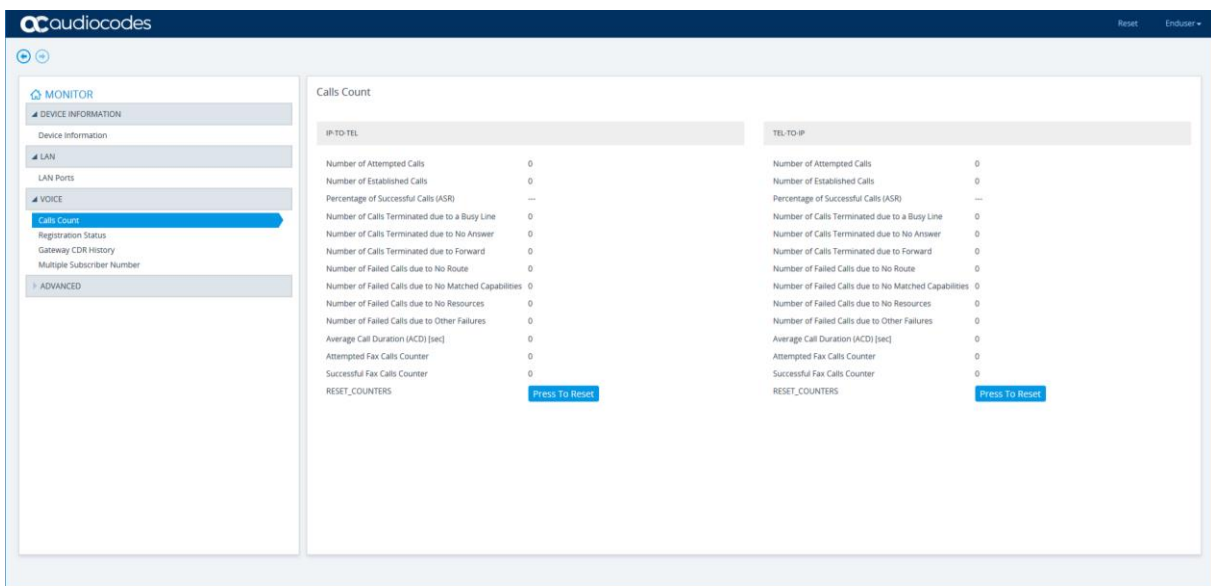 audiocodes
Reset Enduser
MONITOR
DEVICE INFORMATION
Device Information
LAN
LAN Ports
VOICE
Calls Count
Registration Status
Gateway CDR History
Multiple Subscriber Number
ADVANCED
Calls Count
IP-TO-TEL
Number of Attempted Calls 0
Number of Established Calls 0
Percentage of Successful Calls (ASR) ---
Number of Calls Terminated due to a Busy Line 0
Number of Calls Terminated due to No Answer 0
Number of Calls Terminated due to Forward 0
Number of Failed Calls due to No Route 0
Number of Failed Calls due to No Matched Capabilities 0
Number of Failed Calls due to No Resources 0
Number of Failed Calls due to Other Failures 0
Average Call Duration (ACD) [sec] 0
Attempted Fax Calls Counter 0
Successful Fax Calls Counter 0
RESET_COUNTERS Press To Reset
TEL-TO-IP
Number of Attempted Calls 0
Number of Established Calls 0
Percentage of Successful Calls (ASR) ---
Number of Calls Terminated due to a Busy Line 0
Number of Calls Terminated due to No Answer 0
Number of Calls Terminated due to Forward 0
Number of Failed Calls due to No Route 0
Number of Failed Calls due to No Matched Capabilities 0
Number of Failed Calls due to No Resources 0
Number of Failed Calls due to Other Failures 0
Average Call Duration (ACD) [sec] 0
Attempted Fax Calls Counter 0
Successful Fax Calls Counter 0
RESET_COUNTERS Press To Reset